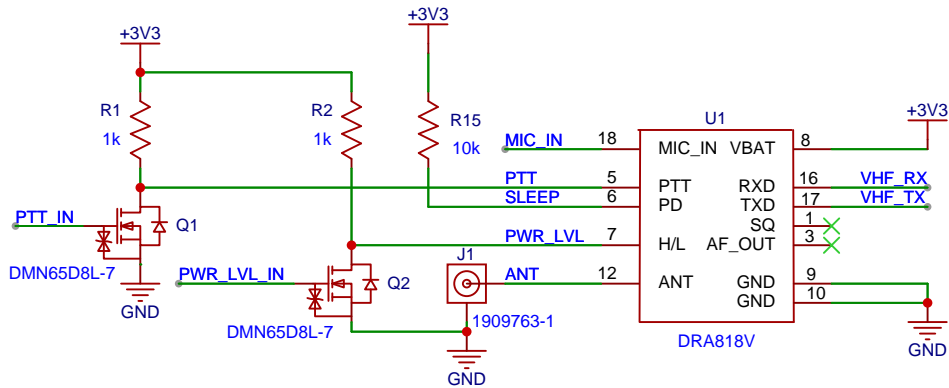 +3V3
+3V3
R1
1k
R2
1k
R15
10k
U1
+3V3
MIC_IN
18
MIC_IN
VBAT
8
PTT
5
PTT
RXD
16
VHF_RX
SLEEP
6
PD
TXD
17
VHF_TX
PTT_IN
Q1
SQ
1
PWR_LVL
7
H/L
AF_OUT
3
DMN65D8L-7
PWR_LVL_IN
Q2
J1
ANT
12
ANT
GND
9
GND
10
GND
DMN65D8L-7
1909763-1
DRA818V
GND
GND